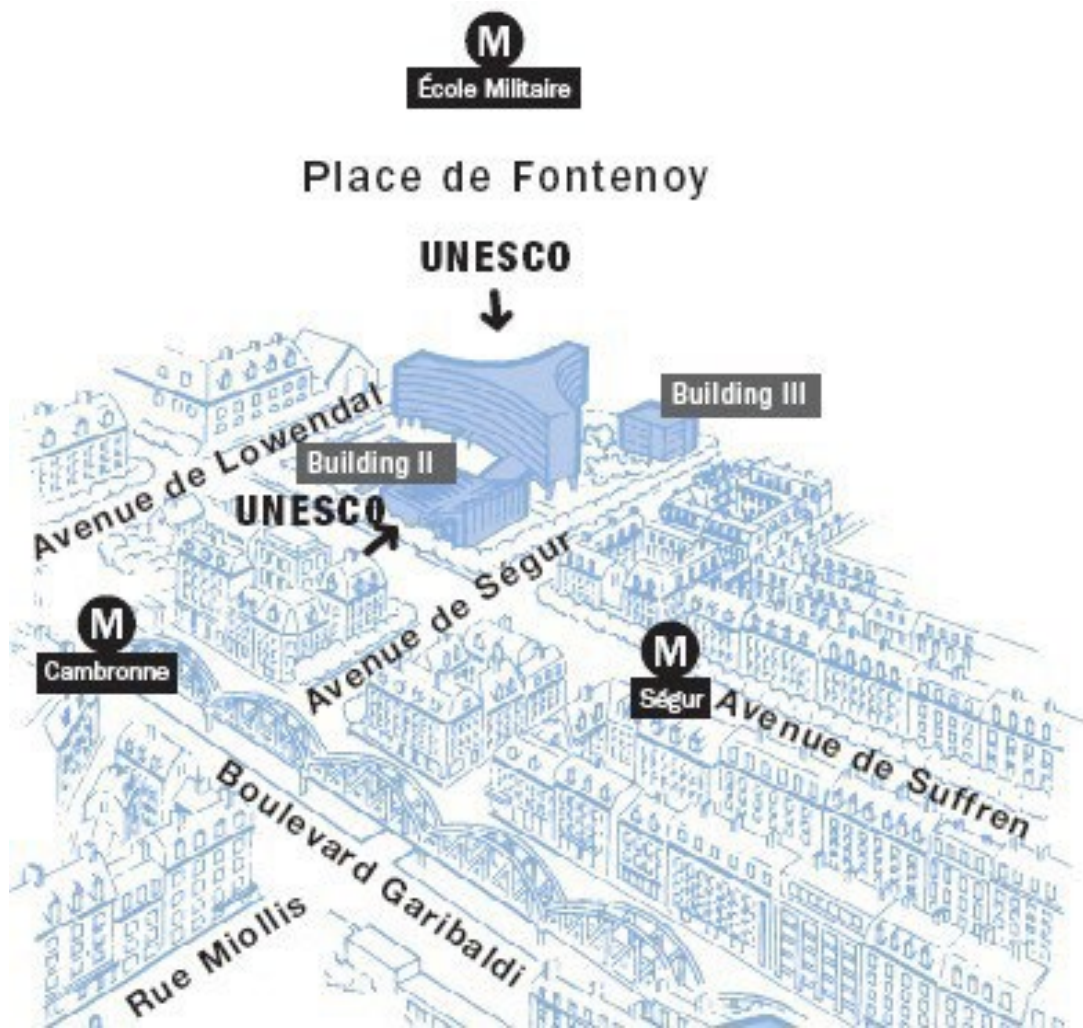 M
École Militaire
Place de Fontenoy
UNESCO
Building III
Avenue de Lowendal
Building II
UNESCO
Avenue de Ségur
M
Cambronne
M
Ségur
Avenue de Suffren
Boulevard Garibaldi
Rue Miollis